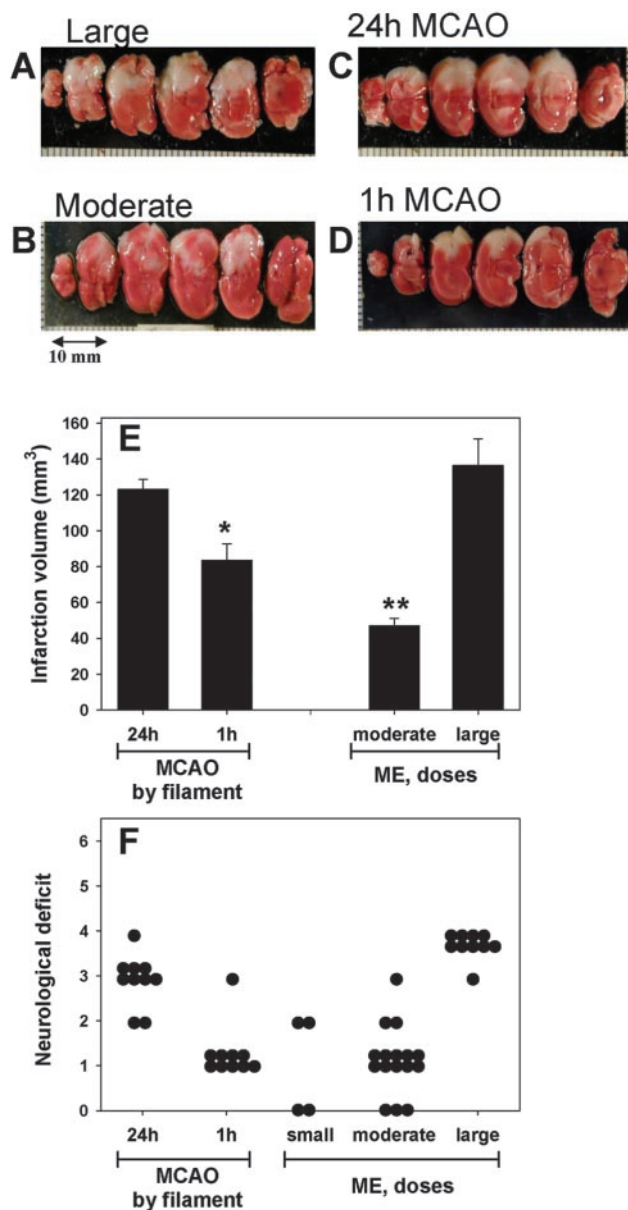 Large
A
24h MCAO
C
Moderate
B
1h MCAO
D
10 mm
E
Infarction volume (mm³)
160
140
120
100
80
60
40
20
0
*
**
24h 1h moderate large
MCAO
by filament
ME, doses
F
Neurological deficit
6
5
4
3
2
1
0
24h 1h small moderate large
MCAO
by filament
ME, doses